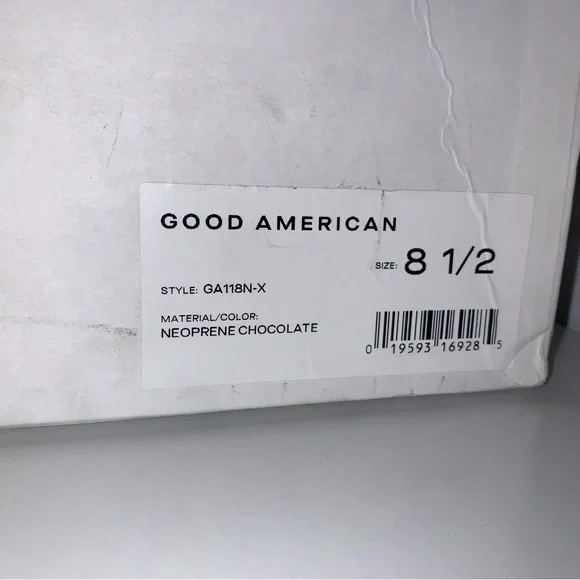 GOOD AMERICAN
SIZE: 8 1/2
STYLE: GA118N-X
MATERIAL/COLOR:
NEOPRENE CHOCOLATE
0 19593 16928 5